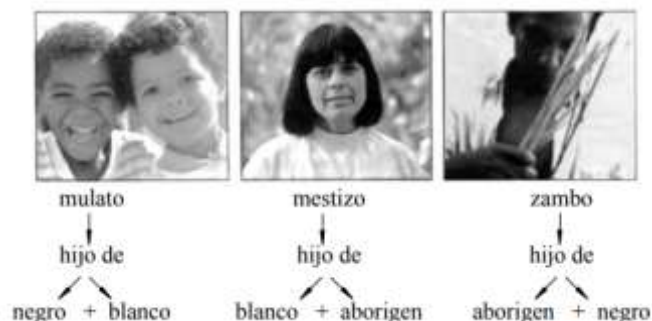 mulato mestizo zambo
hijo de hijo de hijo de
negro + blanco blanco + aborigen aborigen + negro